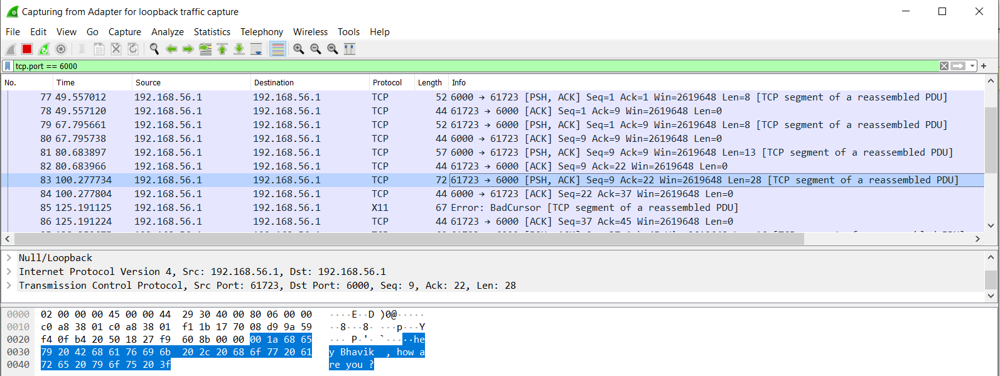 Capturing from Adapter for loopback traffic capture
File Edit View Go Capture Analyze Statistics Telephony Wireless Tools Help
tcp.port == 6000
No. Time Source Destination Protocol Length Info
77 49.557012 192.168.56.1 192.168.56.1 TCP 52 6000 → 61723 [PSH, ACK] Seq=1 Ack=1 Win=2619648 Len=8 [TCP segment of a reassembled PDU]
78 49.557120 192.168.56.1 192.168.56.1 TCP 44 61723 → 6000 [ACK] Seq=1 Ack=9 Win=2619648 Len=0
79 67.795661 192.168.56.1 192.168.56.1 TCP 52 61723 → 6000 [PSH, ACK] Seq=1 Ack=9 Win=2619648 Len=8 [TCP segment of a reassembled PDU]
80 67.795738 192.168.56.1 192.168.56.1 TCP 44 6000 → 61723 [ACK] Seq=9 Ack=9 Win=2619648 Len=0
81 80.683897 192.168.56.1 192.168.56.1 TCP 57 6000 → 61723 [PSH, ACK] Seq=9 Ack=9 Win=2619648 Len=13 [TCP segment of a reassembled PDU]
82 80.683966 192.168.56.1 192.168.56.1 TCP 44 61723 → 6000 [ACK] Seq=9 Ack=22 Win=2619648 Len=0
83 100.277734 192.168.56.1 192.168.56.1 TCP 72 61723 → 6000 [PSH, ACK] Seq=9 Ack=22 Win=2619648 Len=28 [TCP segment of a reassembled PDU]
84 100.277804 192.168.56.1 192.168.56.1 TCP 44 6000 → 61723 [ACK] Seq=22 Ack=37 Win=2619648 Len=0
85 125.191125 192.168.56.1 192.168.56.1 X11 67 Error: BadCursor [TCP segment of a reassembled PDU]
86 125.191224 192.168.56.1 192.168.56.1 TCP 44 61723 → 6000 [ACK] Seq=37 Ack=45 Win=2619648 Len=0
Null/Loopback
Internet Protocol Version 4, Src: 192.168.56.1, Dst: 192.168.56.1
Transmission Control Protocol, Src Port: 61723, Dst Port: 6000, Seq: 9, Ack: 22, Len: 28
0000 02 00 00 00 45 00 00 44 29 30 40 00 80 06 00 00 ····E··D )0@·····
0010 c0 a8 38 01 c0 a8 38 01 f1 1b 17 70 08 d9 9a 59 ··8···8· ···p···Y
0020 f4 0f b4 20 50 18 27 f9 60 8b 00 00 00 1a 68 65 ··· P·'· `·····he
0030 79 20 42 68 61 76 69 6b 20 2c 20 68 6f 77 20 61 y Bhavik , how a
0040 72 65 20 79 6f 75 20 3f re you ?